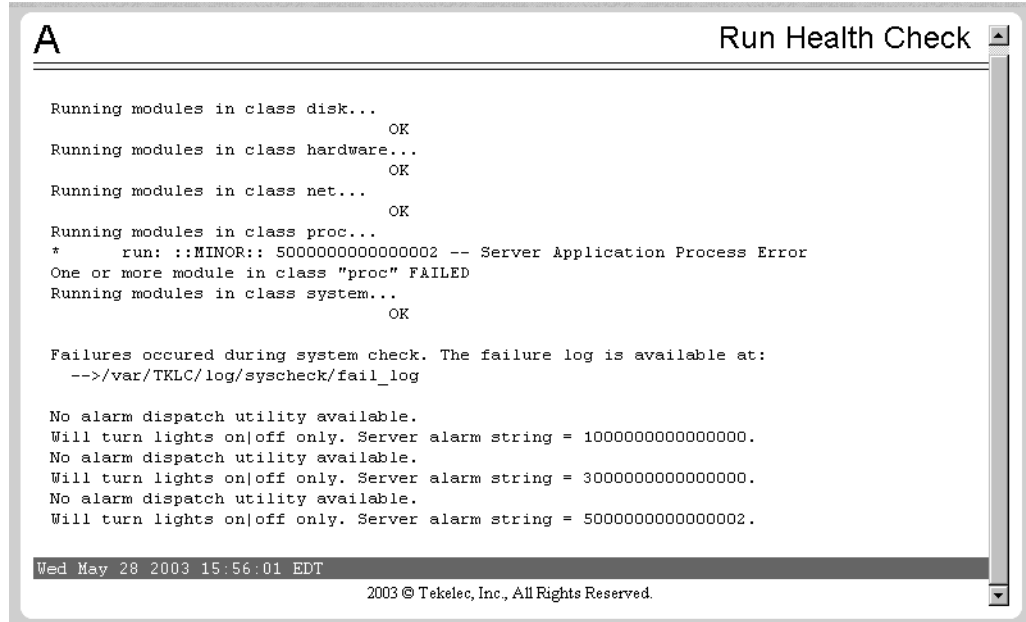 A
Run Health Check
Running modules in class disk...
OK
Running modules in class hardware...
OK
Running modules in class net...
OK
Running modules in class proc...
*       run: ::MINOR:: 5000000000000002 -- Server Application Process Error
One or more module in class "proc" FAILED
Running modules in class system...
OK
Failures occured during system check. The failure log is available at:
-->/var/TKLC/log/syscheck/fail_log
No alarm dispatch utility available.
Will turn lights on|off only. Server alarm string = 1000000000000000.
No alarm dispatch utility available.
Will turn lights on|off only. Server alarm string = 3000000000000000.
No alarm dispatch utility available.
Will turn lights on|off only. Server alarm string = 5000000000000002.
Wed May 28 2003 15:56:01 EDT
2003 © Tekelec, Inc., All Rights Reserved.